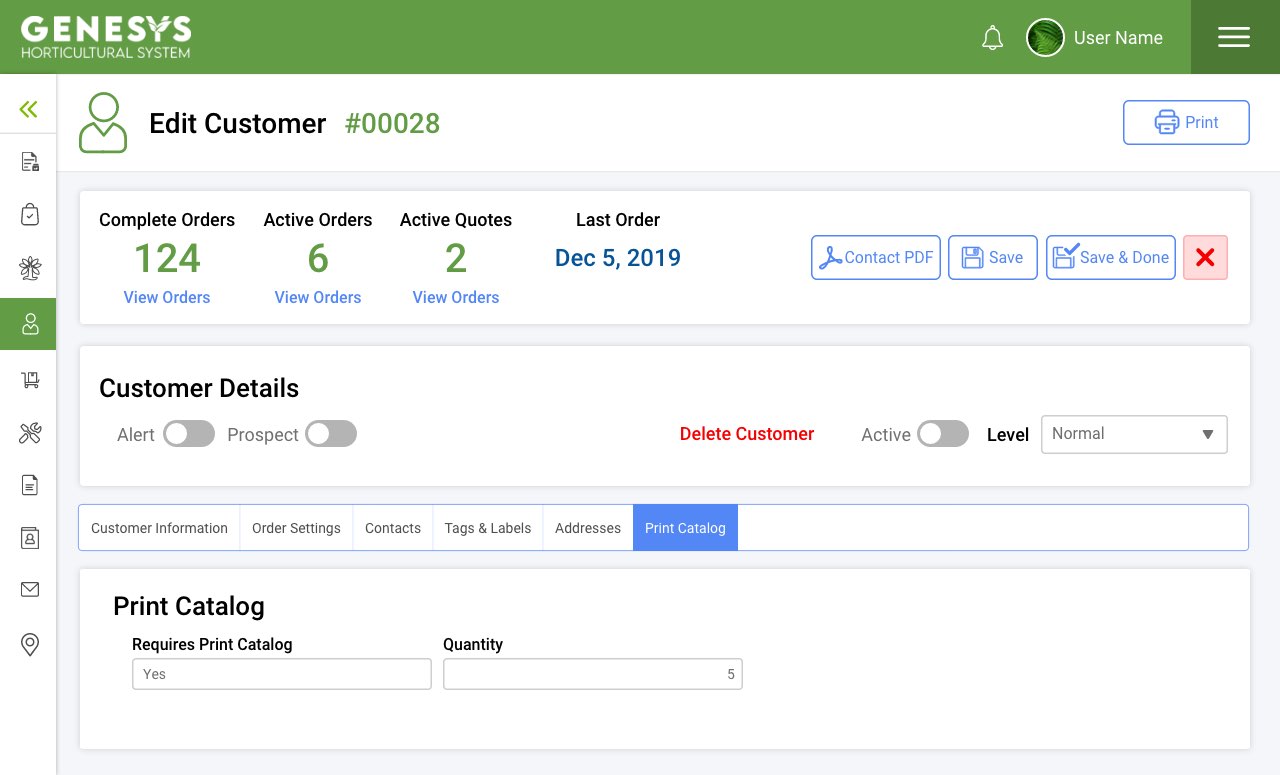 GENESYS
HORTICULTURAL SYSTEM
User Name
Edit Customer #00028
Print
Complete Orders Active Orders Active Quotes Last Order
124 6 2 Dec 5, 2019
View Orders View Orders View Orders
Contact PDF Save Save & Done
Customer Details
Alert Prospect Delete Customer Active Level Normal
Customer Information Order Settings Contacts Tags & Labels Addresses Print Catalog
Print Catalog
Requires Print Catalog Quantity
Yes 5